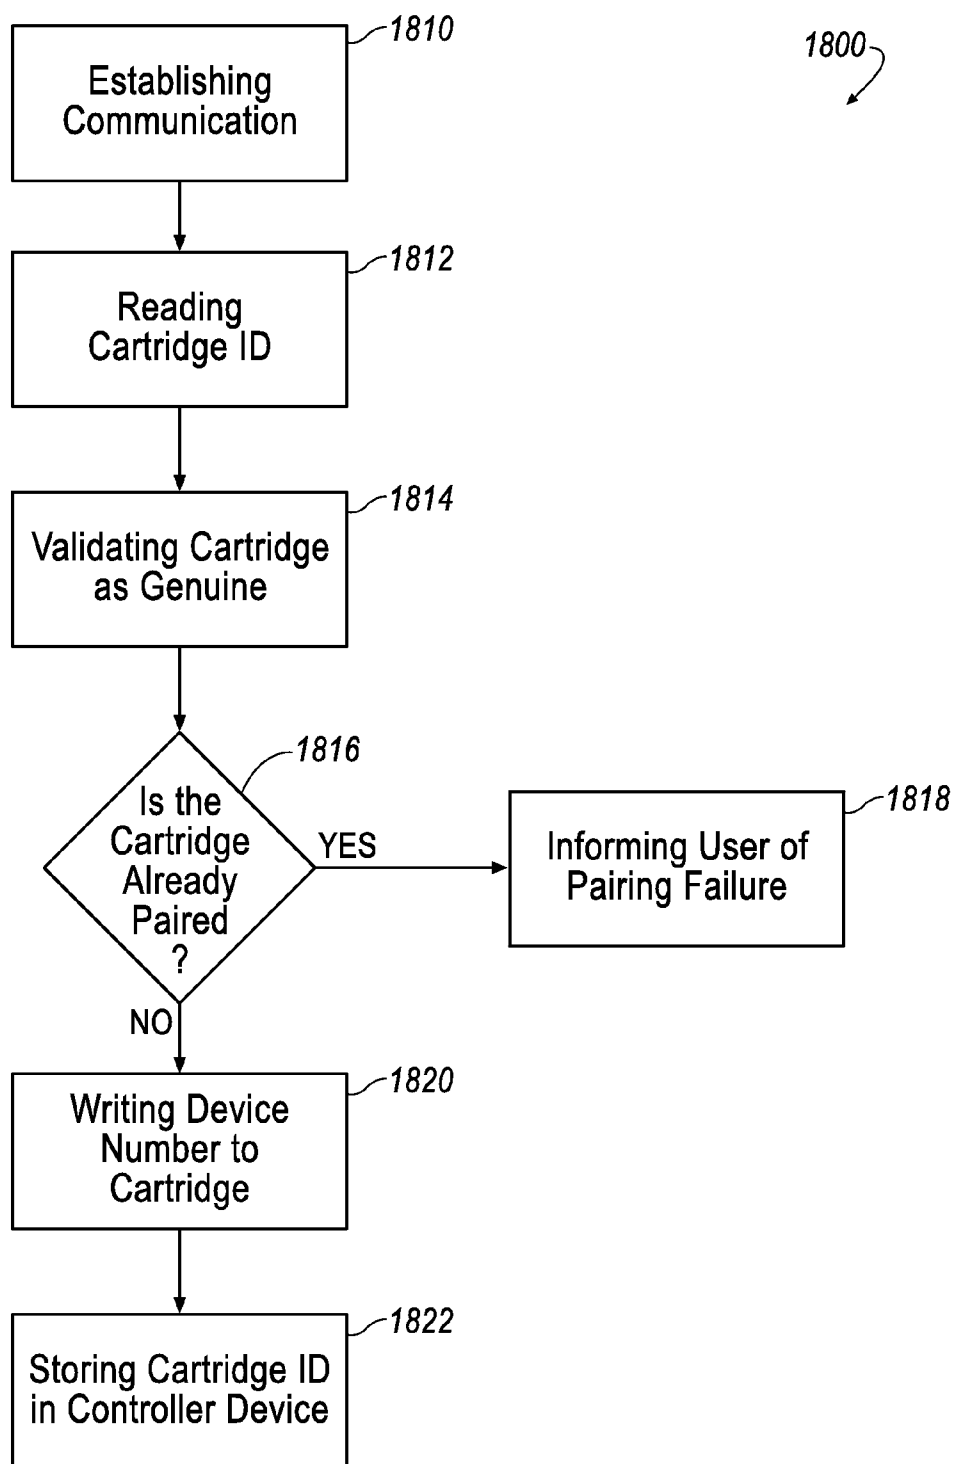 1810
1800
Establishing
Communication
1812
Reading
Cartridge ID
1814
Validating Cartridge
as Genuine
1816
Is the
Cartridge
Already
Paired
?
YES
1818
Informing User of
Pairing Failure
NO
1820
Writing Device
Number to
Cartridge
1822
Storing Cartridge ID
in Controller Device